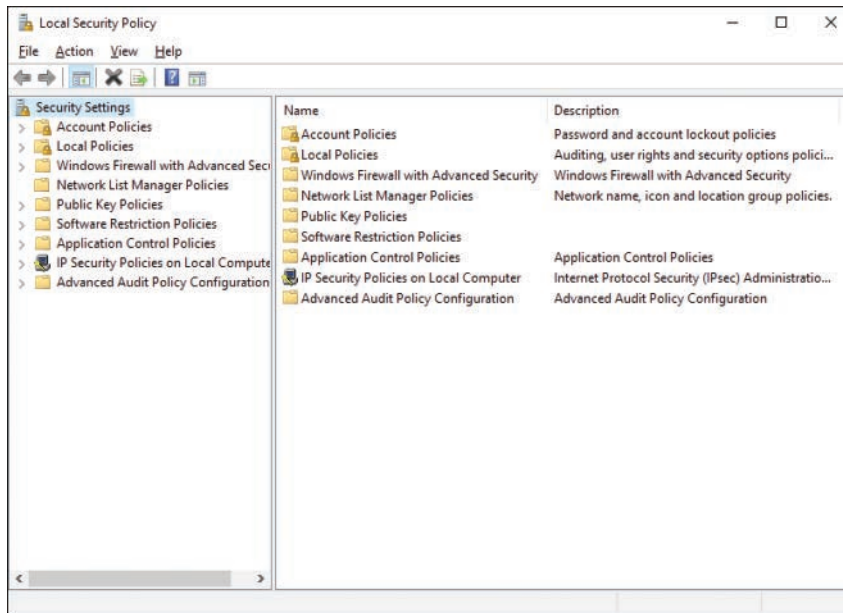 Local Security Policy
File Action View Help
Security Settings
Account Policies
Local Policies
Windows Firewall with Advanced Secu
Network List Manager Policies
Public Key Policies
Software Restriction Policies
Application Control Policies
IP Security Policies on Local Compute
Advanced Audit Policy Configuration
Name Description
Account Policies Password and account lockout policies
Local Policies Auditing, user rights and security options polici...
Windows Firewall with Advanced Security Windows Firewall with Advanced Security
Network List Manager Policies Network name, icon and location group policies.
Public Key Policies
Software Restriction Policies
Application Control Policies Application Control Policies
IP Security Policies on Local Computer Internet Protocol Security (IPsec) Administratio...
Advanced Audit Policy Configuration Advanced Audit Policy Configuration